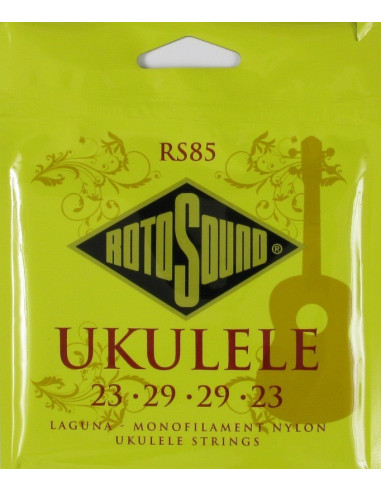 RS85
ROTOSOUND®
UKULELE
23 · 29 · 29 · 23
LAGUNA - MONOFILAMENT NYLON
UKULELE STRINGS